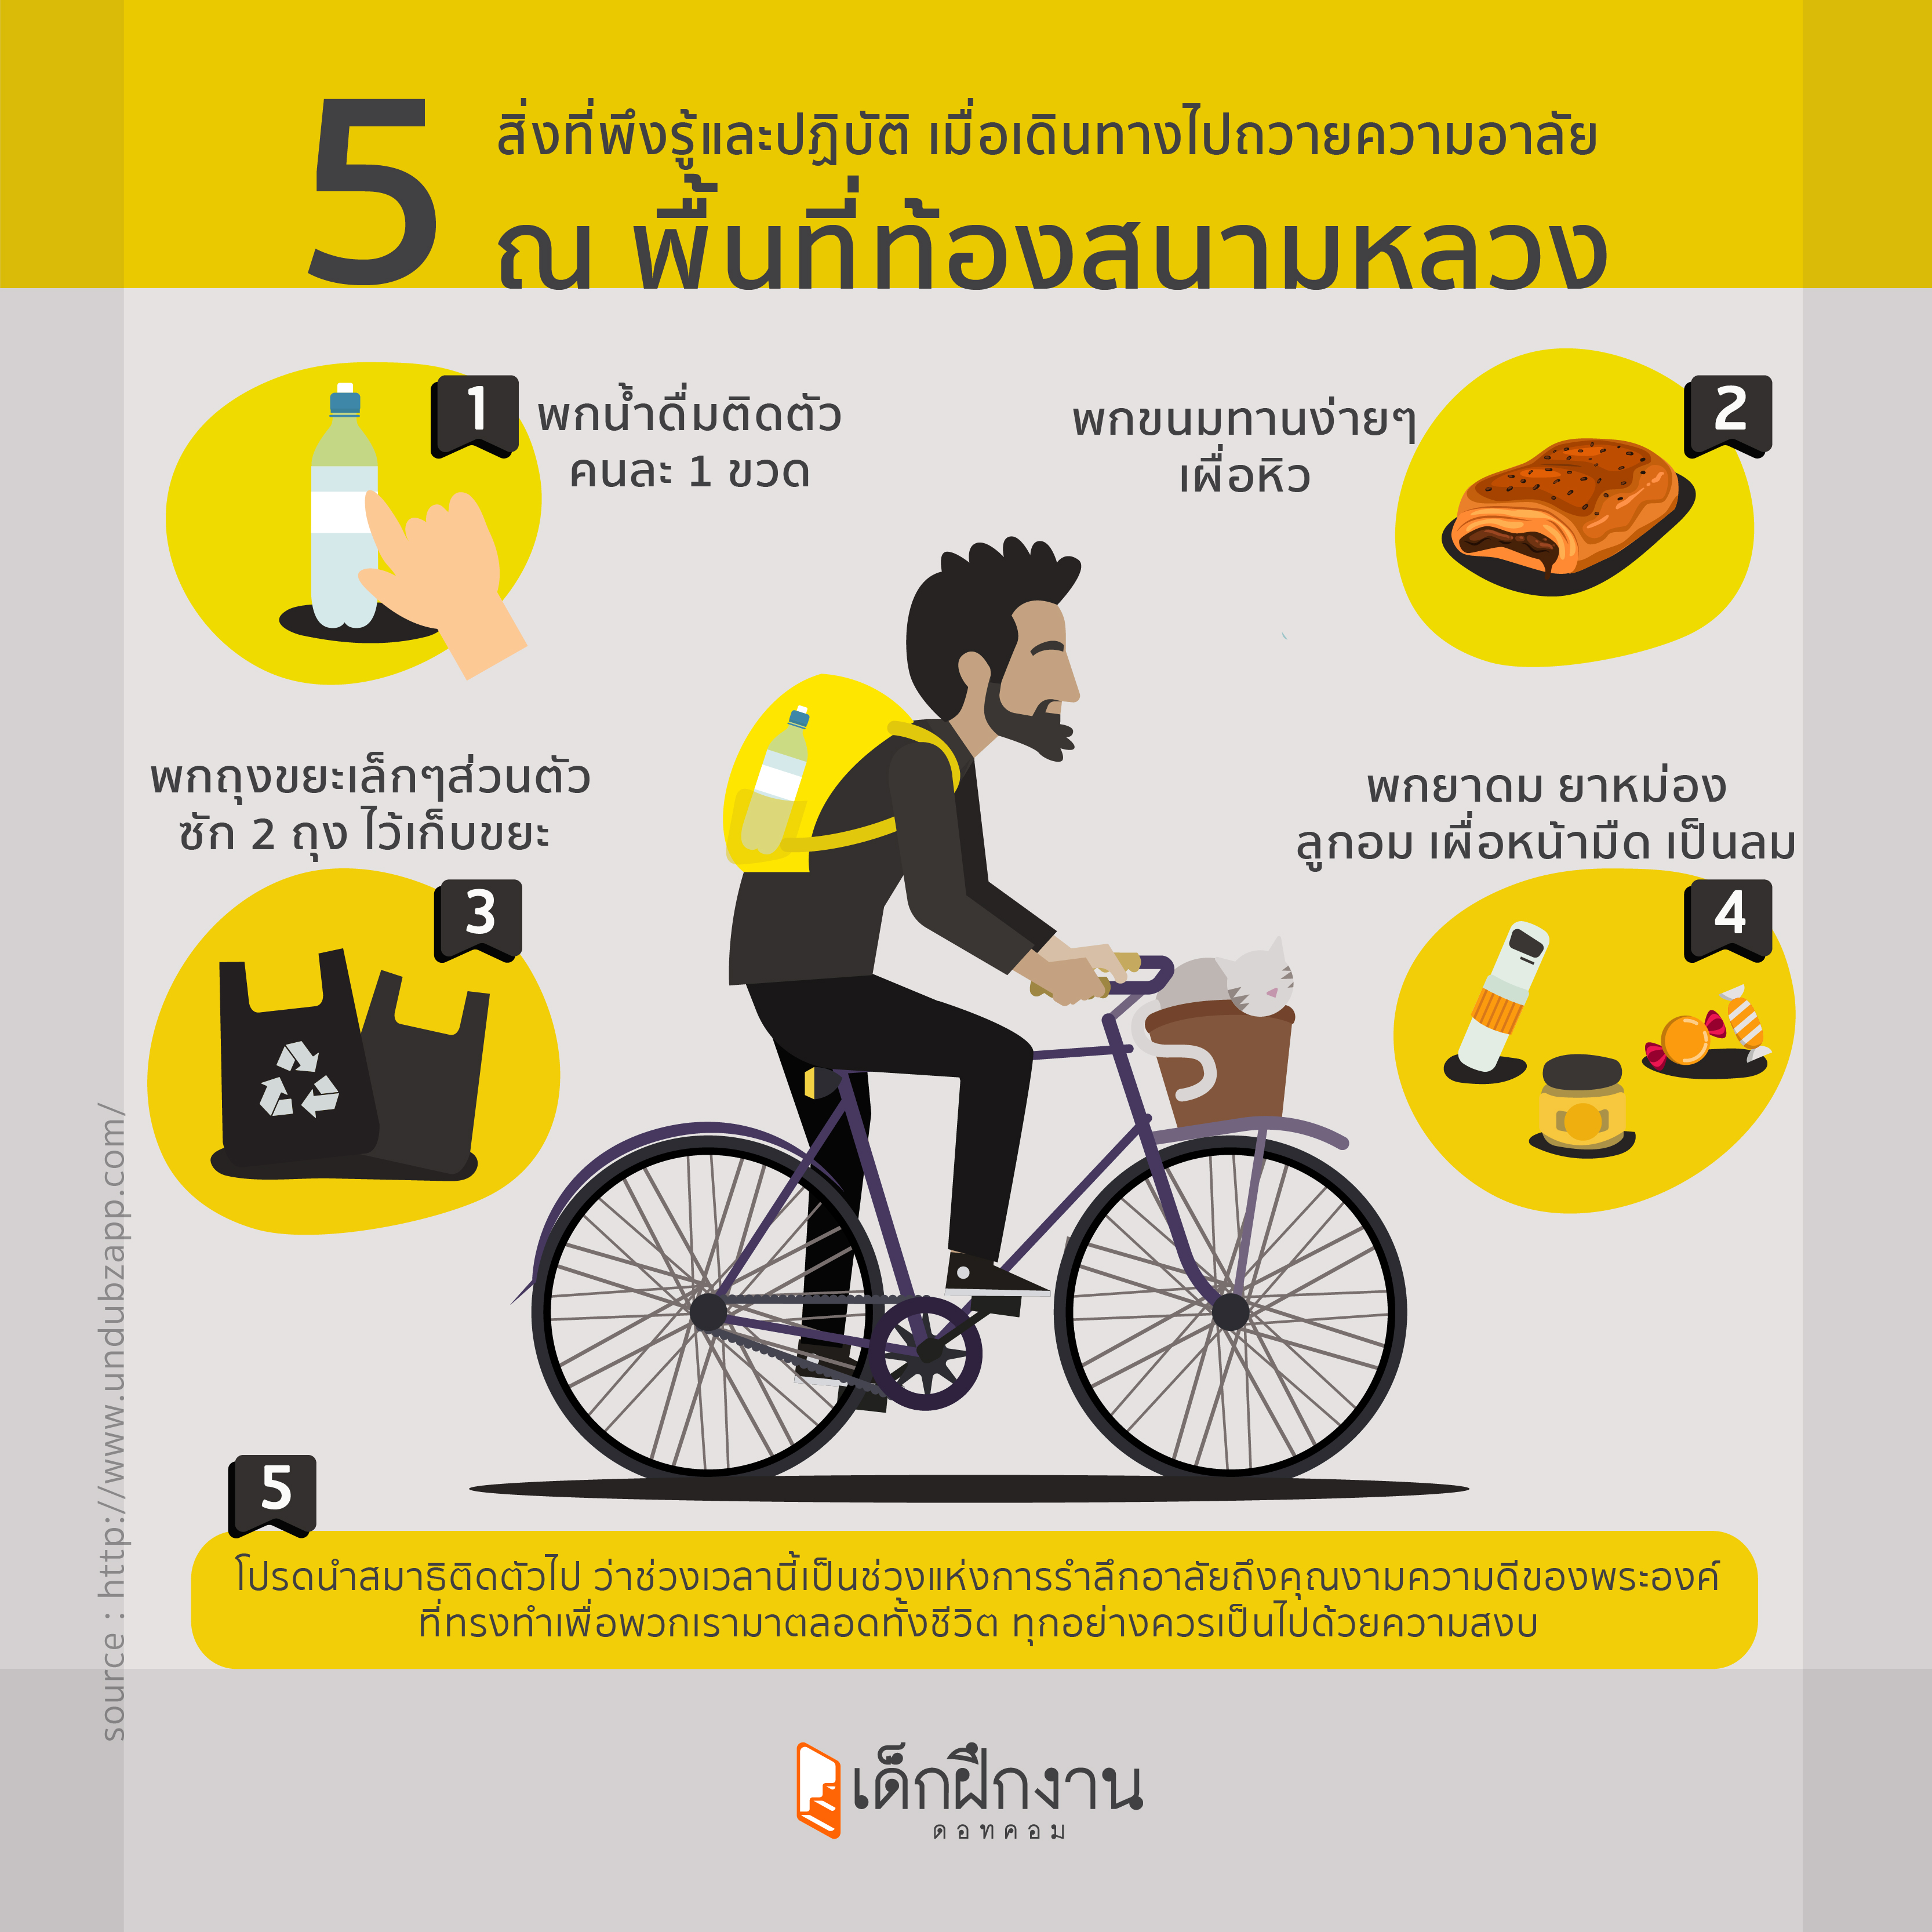 5
สิ่งที่พึงรู้และปฏิบัติ เมื่อเดินทางไปถวายความอาลัย
ณ พื้นที่ท้องสนามหลวง
1
พกน้ำดื่มติดตัว
คนละ 1 ขวด
2
พกขนมทานง่ายๆ
เผื่อหิว
พกถุงขยะเล็กๆส่วนตัว
ซัก 2 ถุง ไว้เก็บขยะ
3
พกยาดม ยาหม่อง
ลูกอม เผื่อหน้ามืด เป็นลม
4
5
โปรดนำสมาธิติดตัวไป ว่าช่วงเวลานี้เป็นช่วงแห่งการรำลึกอาลัยถึงคุณงามความดีของพระองค์
ที่ทรงทำเพื่อพวกเรามาตลอดทั้งชีวิต ทุกอย่างควรเป็นไปด้วยความสงบ
source : http://www.undubzapp.com/
เด็กฝึกงาน
ดอทคอม